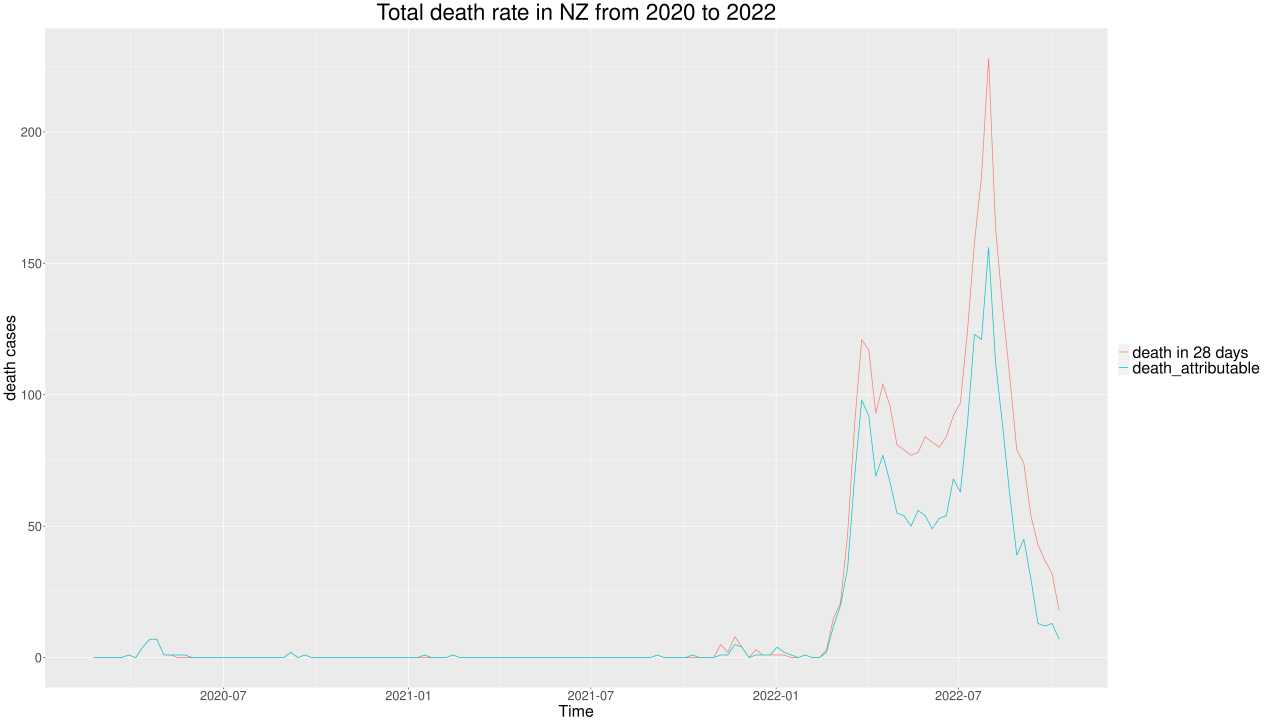 Total death rate in NZ from 2020 to 2022
death cases
200
150
100
50
0
2020-07
2021-01
2021-07
2022-01
2022-07
Time
death in 28 days
death_attributable